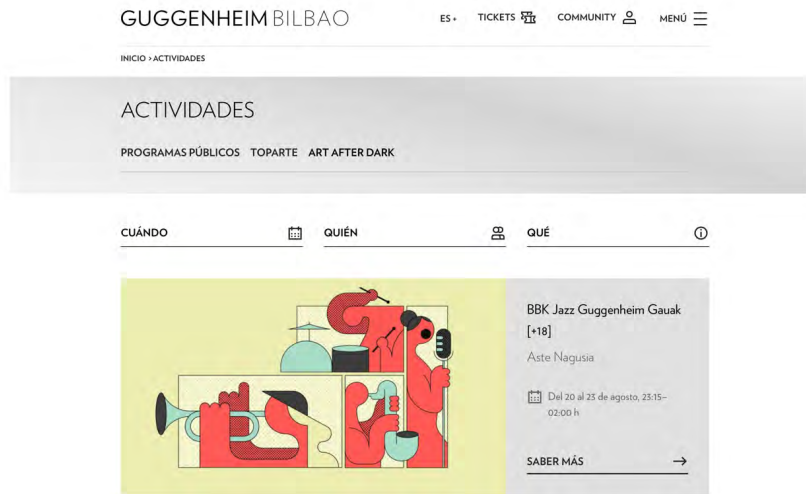 GUGGENHEIM BILBAO
ES
TICKETS
COMMUNITY
MENÚ
INICIO › ACTIVIDADES
ACTIVIDADES
PROGRAMAS PÚBLICOS TOPARTE ART AFTER DARK
CUÁNDO
QUIÉN
QUÉ
BBK Jazz Guggenheim Gauak
[+18]
Aste Nagusia
Del 20 al 23 de agosto, 23:15–
02:00 h
SABER MÁS